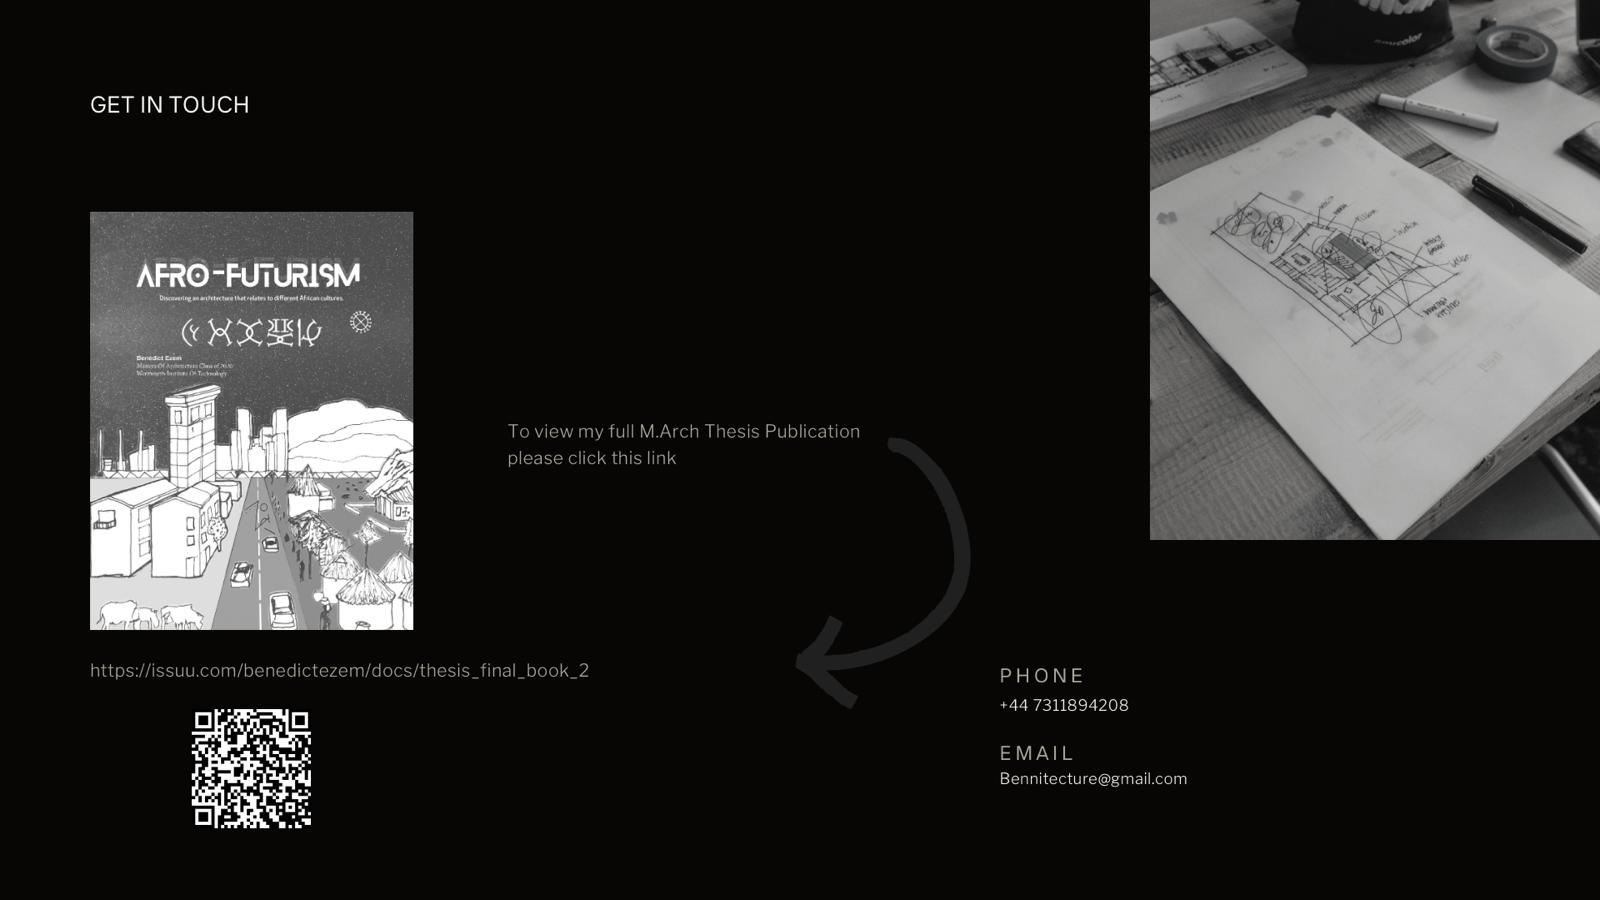 GET IN TOUCH
AFRO-FUTURISM
Discovering an architecture that relates to different African cultures.
Benedict Ezem
Masters Of Architecture Class of 2020
Wentworth Institute Of Technology
To view my full M.Arch Thesis Publication
please click this link
https://issuu.com/benedictezem/docs/thesis_final_book_2
PHONE
+44 7311894208
EMAIL
Bennitecture@gmail.com